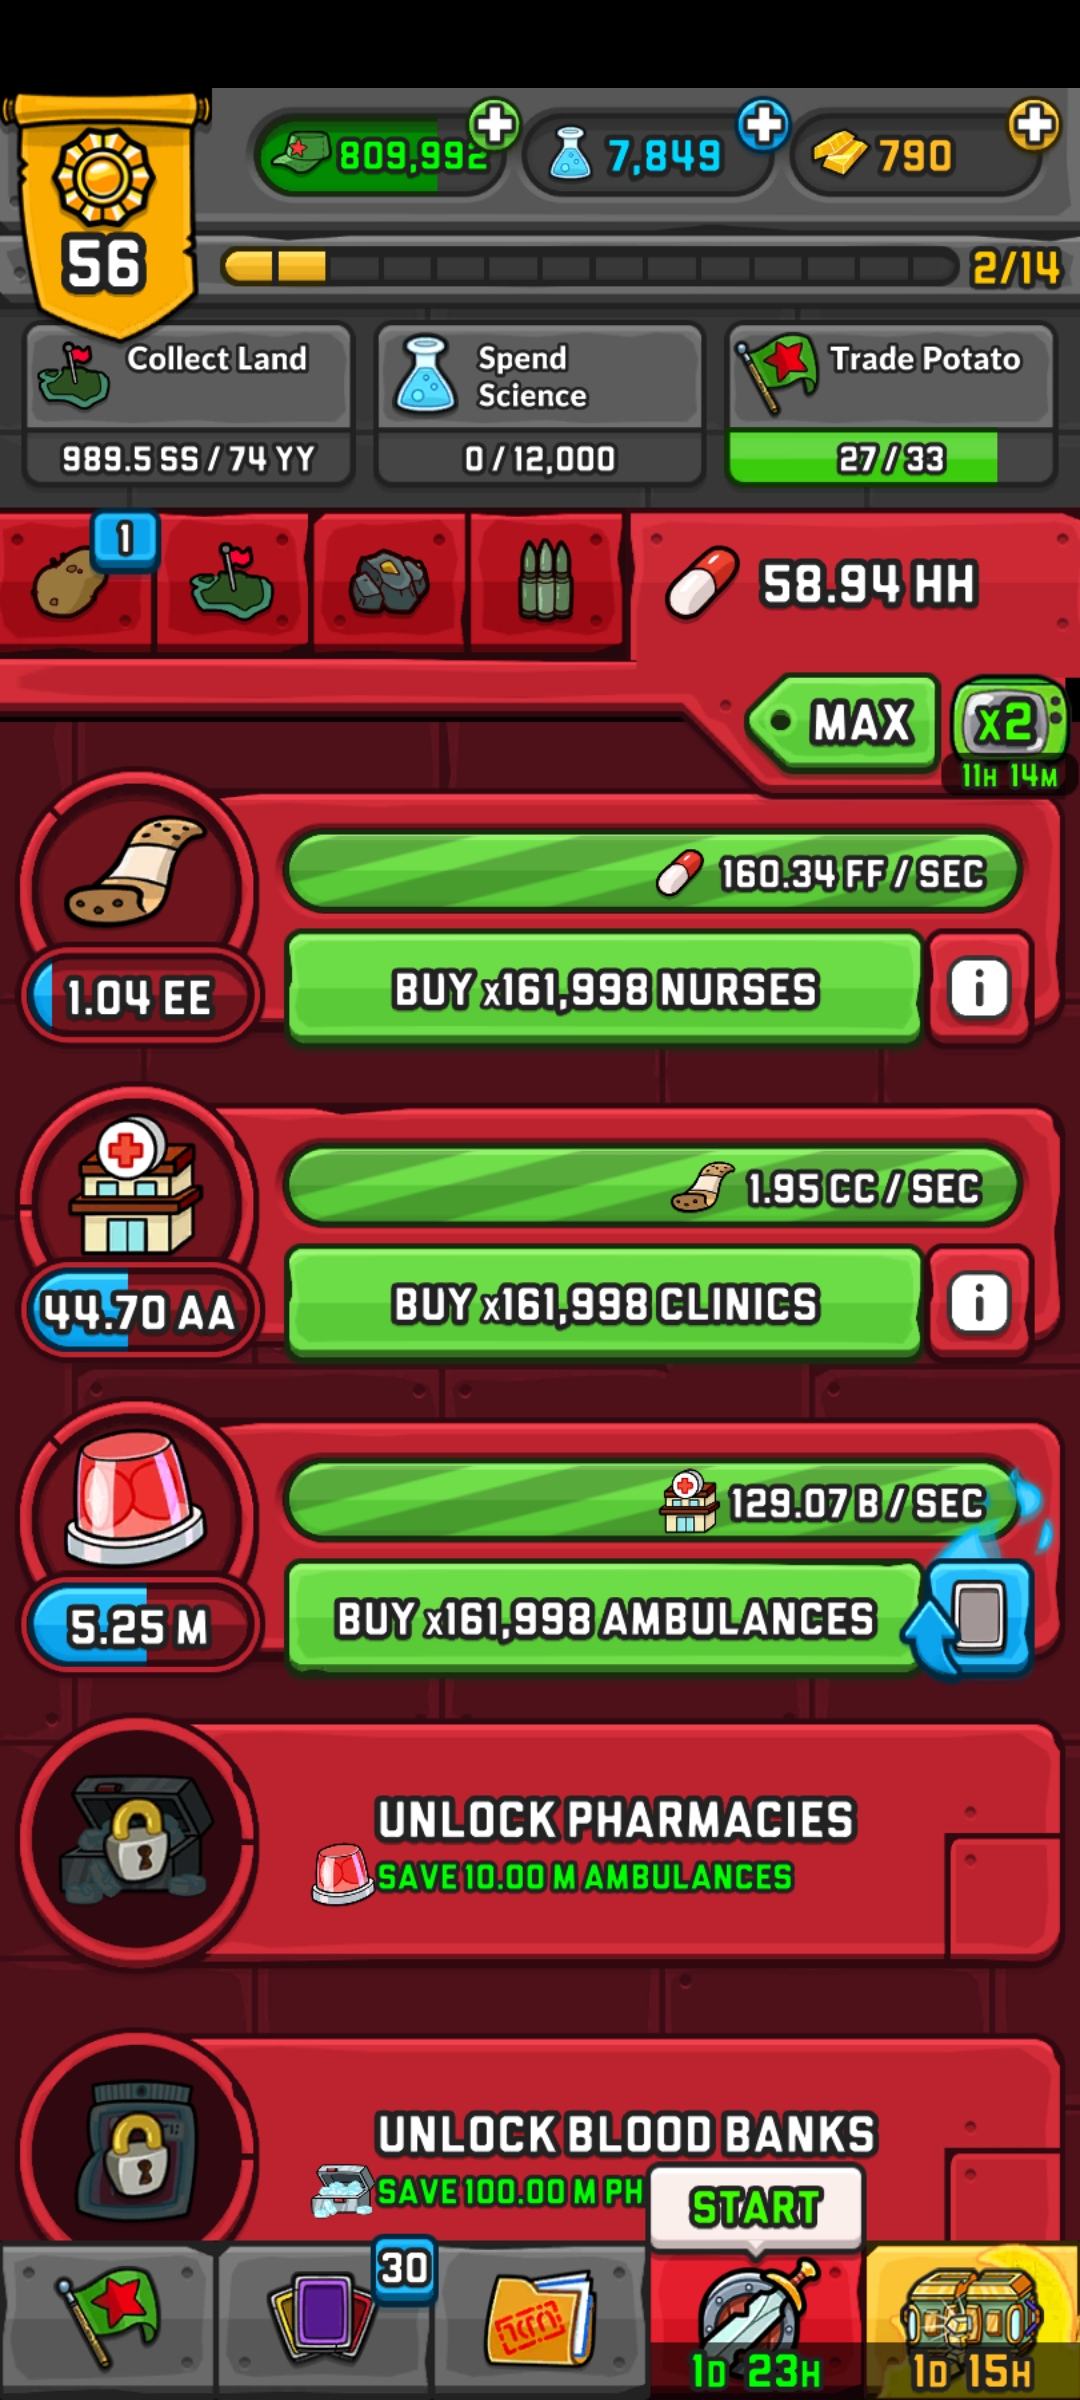 56
809,992
7,849
790
2/14
Collect Land
989.5 SS / 74 YY
Spend
Science
0 / 12,000
Trade Potato
27 / 33
1
58.94 HH
MAX
x2
11H 14M
160.34 FF / SEC
1.04 EE
BUY x161,998 NURSES
i
1.95 CC / SEC
44.70 AA
BUY x161,998 CLINICS
i
129.07 B / SEC
5.25 M
BUY x161,998 AMBULANCES
UNLOCK PHARMACIES
SAVE 10.00 M AMBULANCES
UNLOCK BLOOD BANKS
SAVE 100.00 M PH
START
30
1D 23H
1D 15H